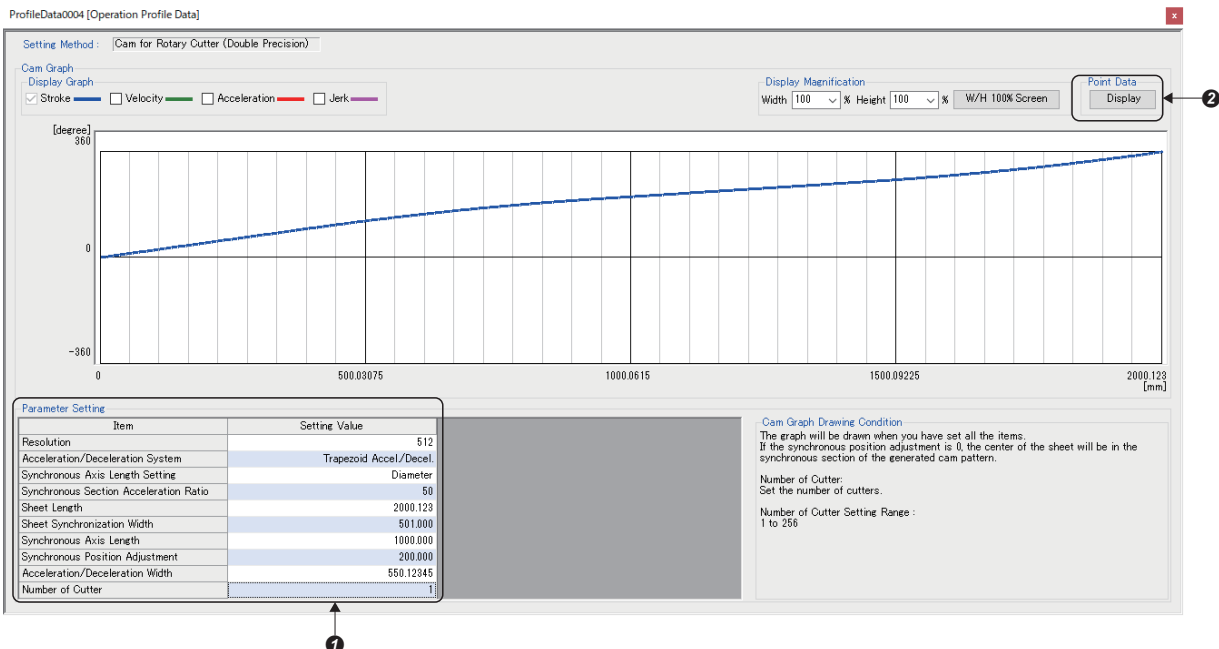 ProfileData0004 [Operation Profile Data]
x
Setting Method : Cam for Rotary Cutter (Double Precision)
Cam Graph
Display Graph
Stroke Velocity Acceleration Jerk
Display Magnification
Width 100 % Height 100 % W/H 100% Screen
Point Data
Display
2
[degree]
360
0
-360
0 500.03075 1000.0615 1500.09225 2000.123
[mm]
Parameter Setting
Item Setting Value
Resolution 512
Acceleration/Deceleration System Trapezoid Accel./Decel.
Synchronous Axis Length Setting Diameter
Synchronous Section Acceleration Ratio 50
Sheet Length 2000.123
Sheet Synchronization Width 501.000
Synchronous Axis Length 1000.000
Synchronous Position Adjustment 200.000
Acceleration/Deceleration Width 550.12345
Number of Cutter 1
Cam Graph Drawing Condition
The graph will be drawn when you have set all the items.
If the synchronous position adjustment is 0, the center of the sheet will be in the
synchronous section of the generated cam pattern.
Number of Cutter:
Set the number of cutters.
Number of Cutter Setting Range :
1 to 256
1